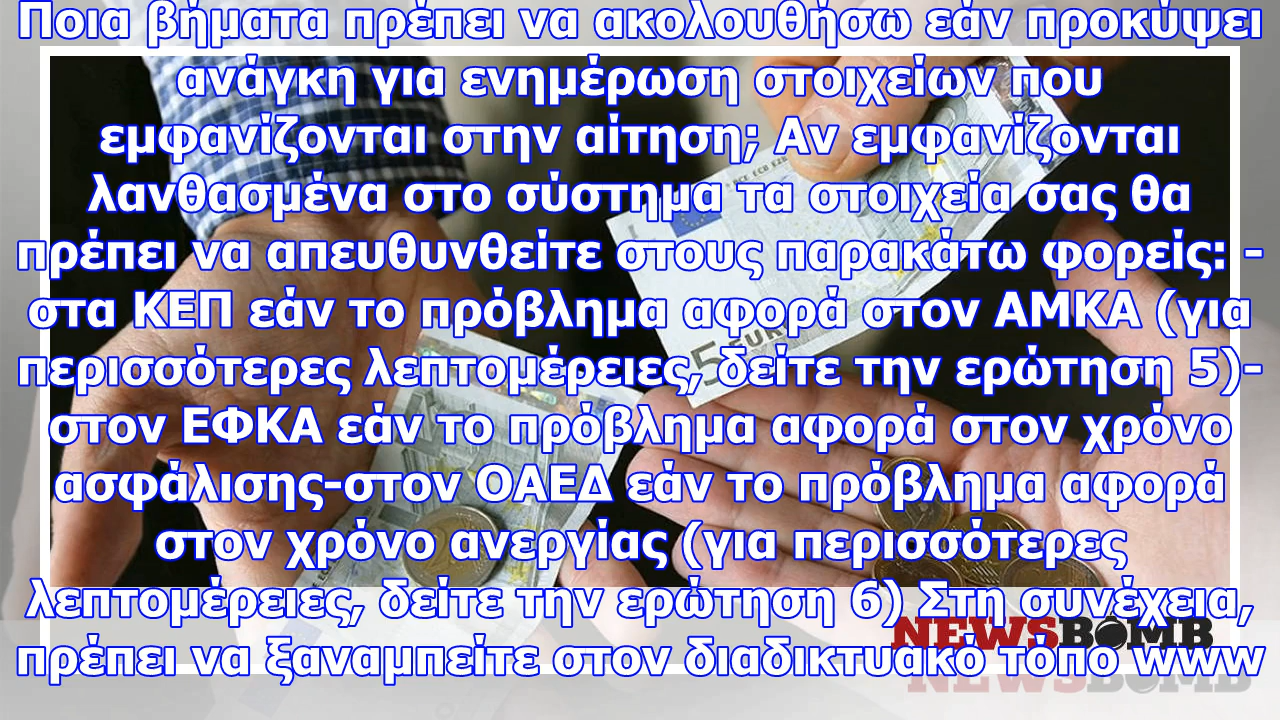 Ποια βήματα πρέπει να ακολουθήσω εάν προκύψει
ανάγκη για ενημέρωση στοιχείων που
εμφανίζονται στην αίτηση; Αν εμφανίζονται
λανθασμένα στο σύστημα τα στοιχεία σας θα
πρέπει να απευθυνθείτε στους παρακάτω φορείς: -
στα ΚΕΠ εάν το πρόβλημα αφορά στον ΑΜΚΑ (για
περισσότερες λεπτομέρειες, δείτε την ερώτηση 5)-
στον ΕΦΚΑ εάν το πρόβλημα αφορά στον χρόνο
ασφάλισης-στον ΟΑΕΔ εάν το πρόβλημα αφορά
στον χρόνο ανεργίας (για περισσότερες
λεπτομέρειες, δείτε την ερώτηση 6) Στη συνέχεια,
πρέπει να ξαναμπείτε στον διαδικτυακό τόπο www
NEWSBOMB
NEWSBOMB
5 EURO